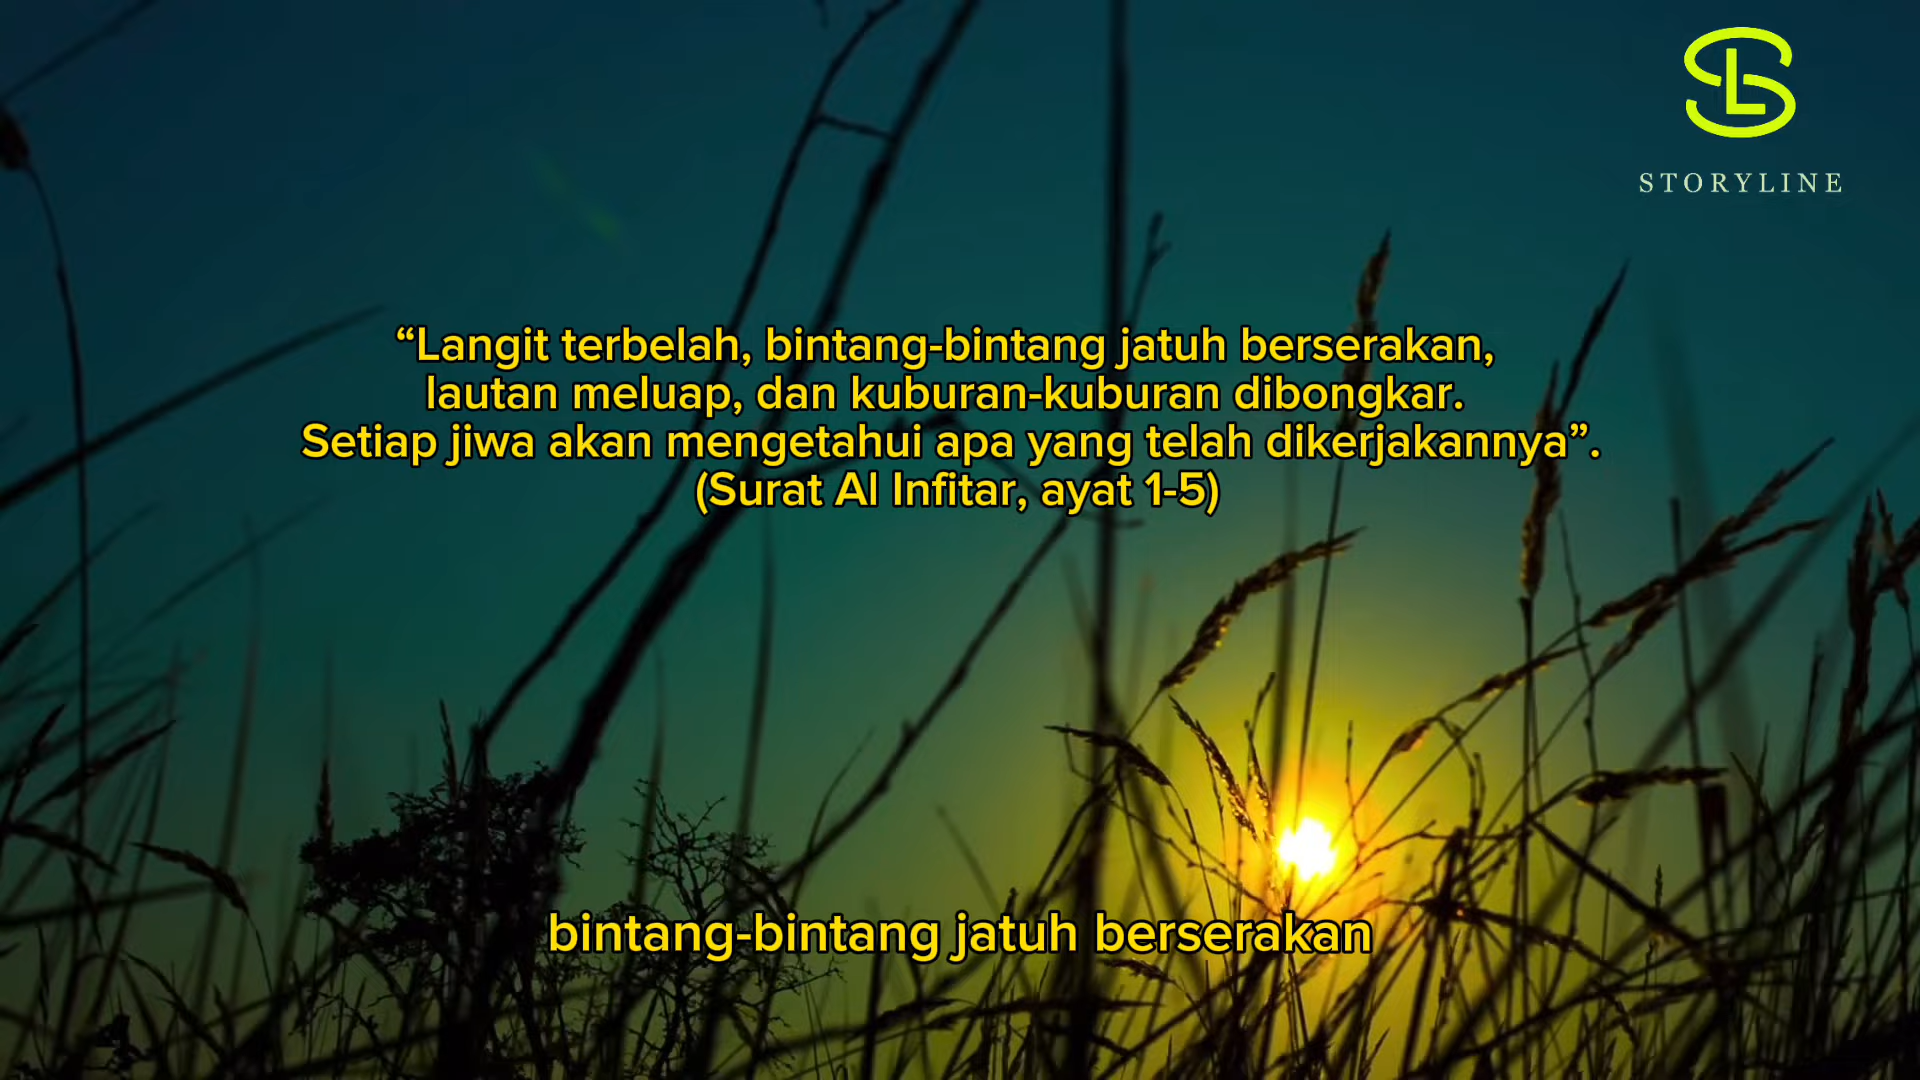 STORYLINE
“Langit terbelah, bintang-bintang jatuh berserakan,
lautan meluap, dan kuburan-kuburan dibongkar.
Setiap jiwa akan mengetahui apa yang telah dikerjakannya”.
(Surat Al Infitar, ayat 1-5)
bintang-bintang jatuh berserakan